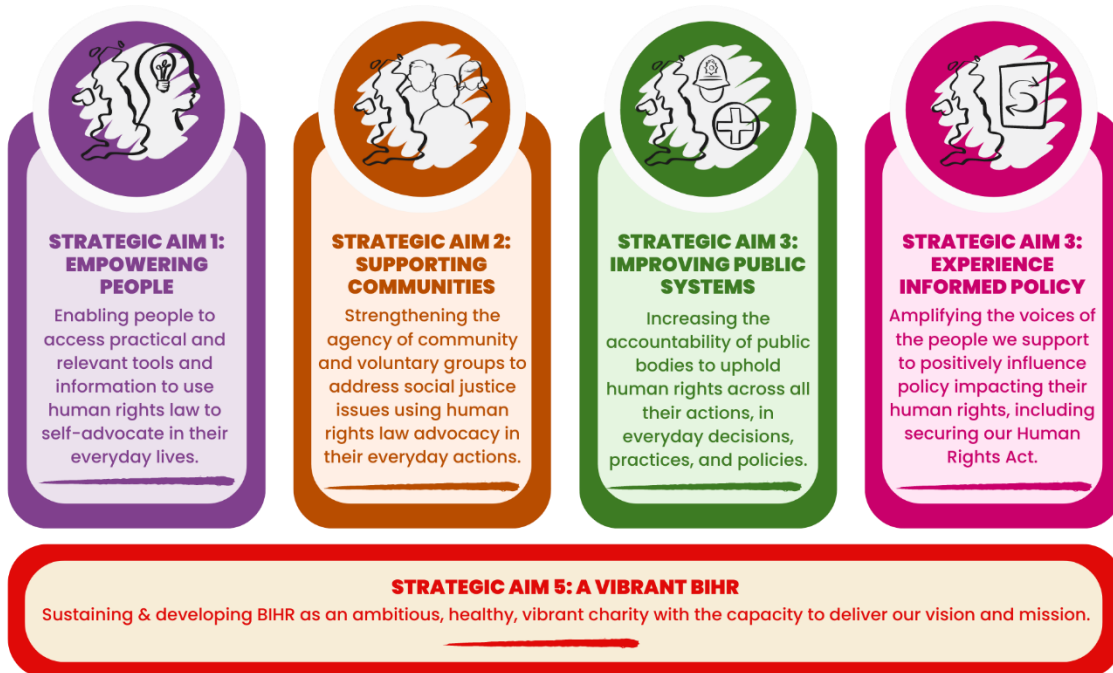 STRATEGIC AIM 1:
EMPOWERING
PEOPLE
Enabling people to
access practical and
relevant tools and
information to use
human rights law to
self-advocate in their
everyday lives.
STRATEGIC AIM 2:
SUPPORTING
COMMUNITIES
Strengthening the
agency of community
and voluntary groups to
address social justice
issues using human
rights law advocacy in
their everyday actions.
STRATEGIC AIM 3:
IMPROVING PUBLIC
SYSTEMS
Increasing the
accountability of public
bodies to uphold
human rights across all
their actions, in
everyday decisions,
practices, and policies.
STRATEGIC AIM 3:
EXPERIENCE
INFORMED POLICY
Amplifying the voices of
the people we support
to positively influence
policy impacting their
human rights, including
securing our Human
Rights Act.
STRATEGIC AIM 5: A VIBRANT BIHR
Sustaining & developing BIHR as an ambitious, healthy, vibrant charity with the capacity to deliver our vision and mission.